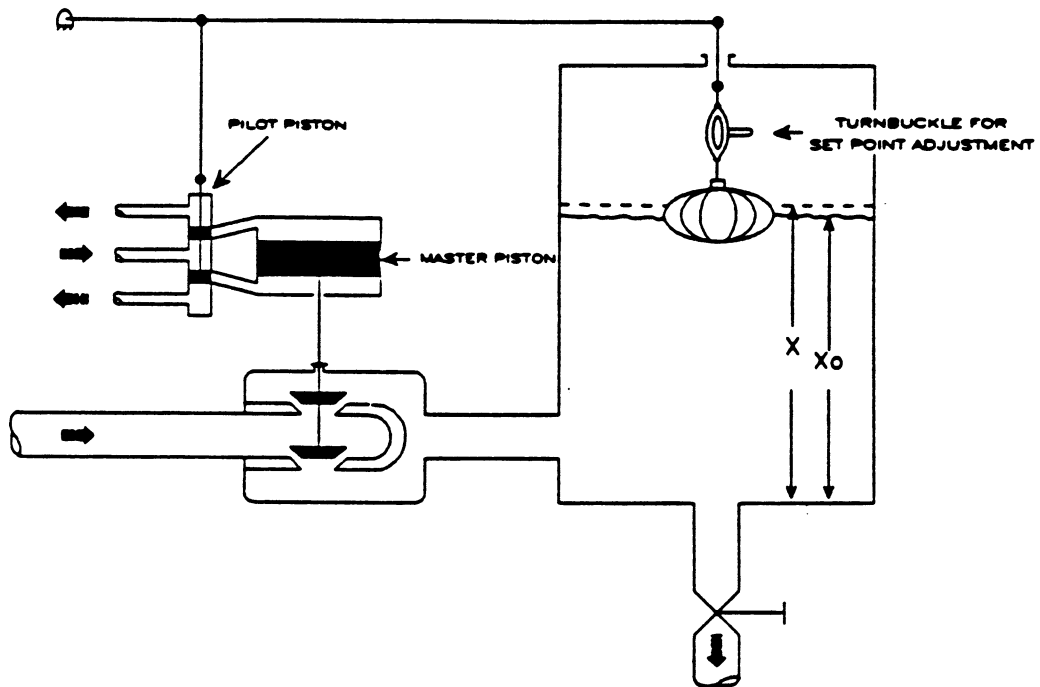 PILOT PISTON
TURNBUCKLE FOR
SET POINT ADJUSTMENT
MASTER PISTON
X
Xo